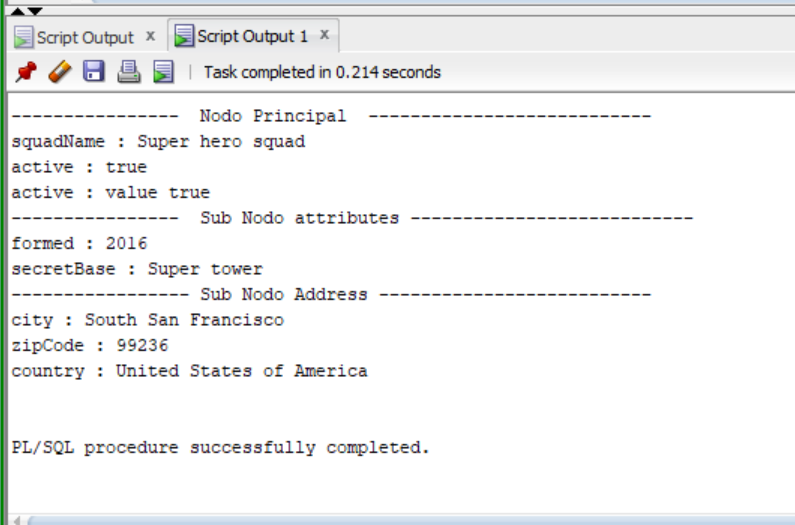 Script Output x Script Output 1 x
Task completed in 0.214 seconds
---------------- Nodo Principal ---------------------------
squadName : Super hero squad
active : true
active : value true
---------------- Sub Nodo attributes ---------------------------
formed : 2016
secretBase : Super tower
----------------- Sub Nodo Address --------------------------
city : South San Francisco
zipCode : 99236
country : United States of America
PL/SQL procedure successfully completed.